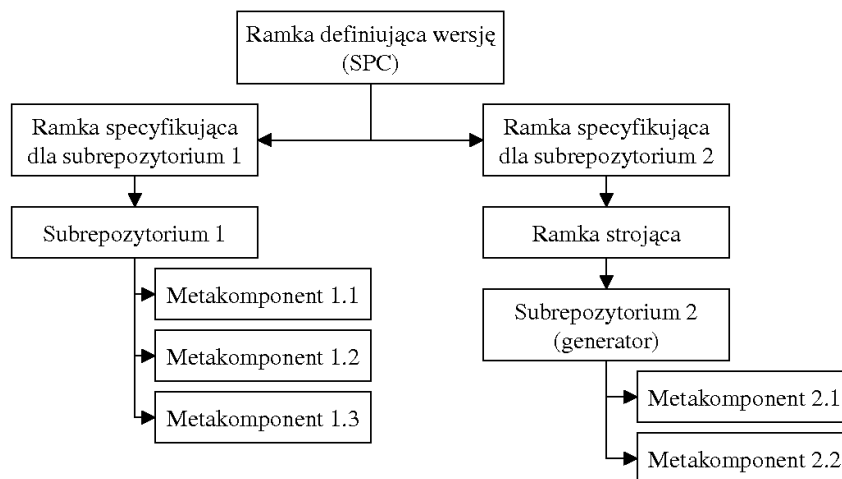 Ramka definiująca wersję
(SPC)
Ramka specyfikująca
dla subrepozytorium 1
Ramka specyfikująca
dla subrepozytorium 2
Subrepozytorium 1
Ramka strojąca
Metakomponent 1.1
Metakomponent 1.2
Metakomponent 1.3
Subrepozytorium 2
(generator)
Metakomponent 2.1
Metakomponent 2.2